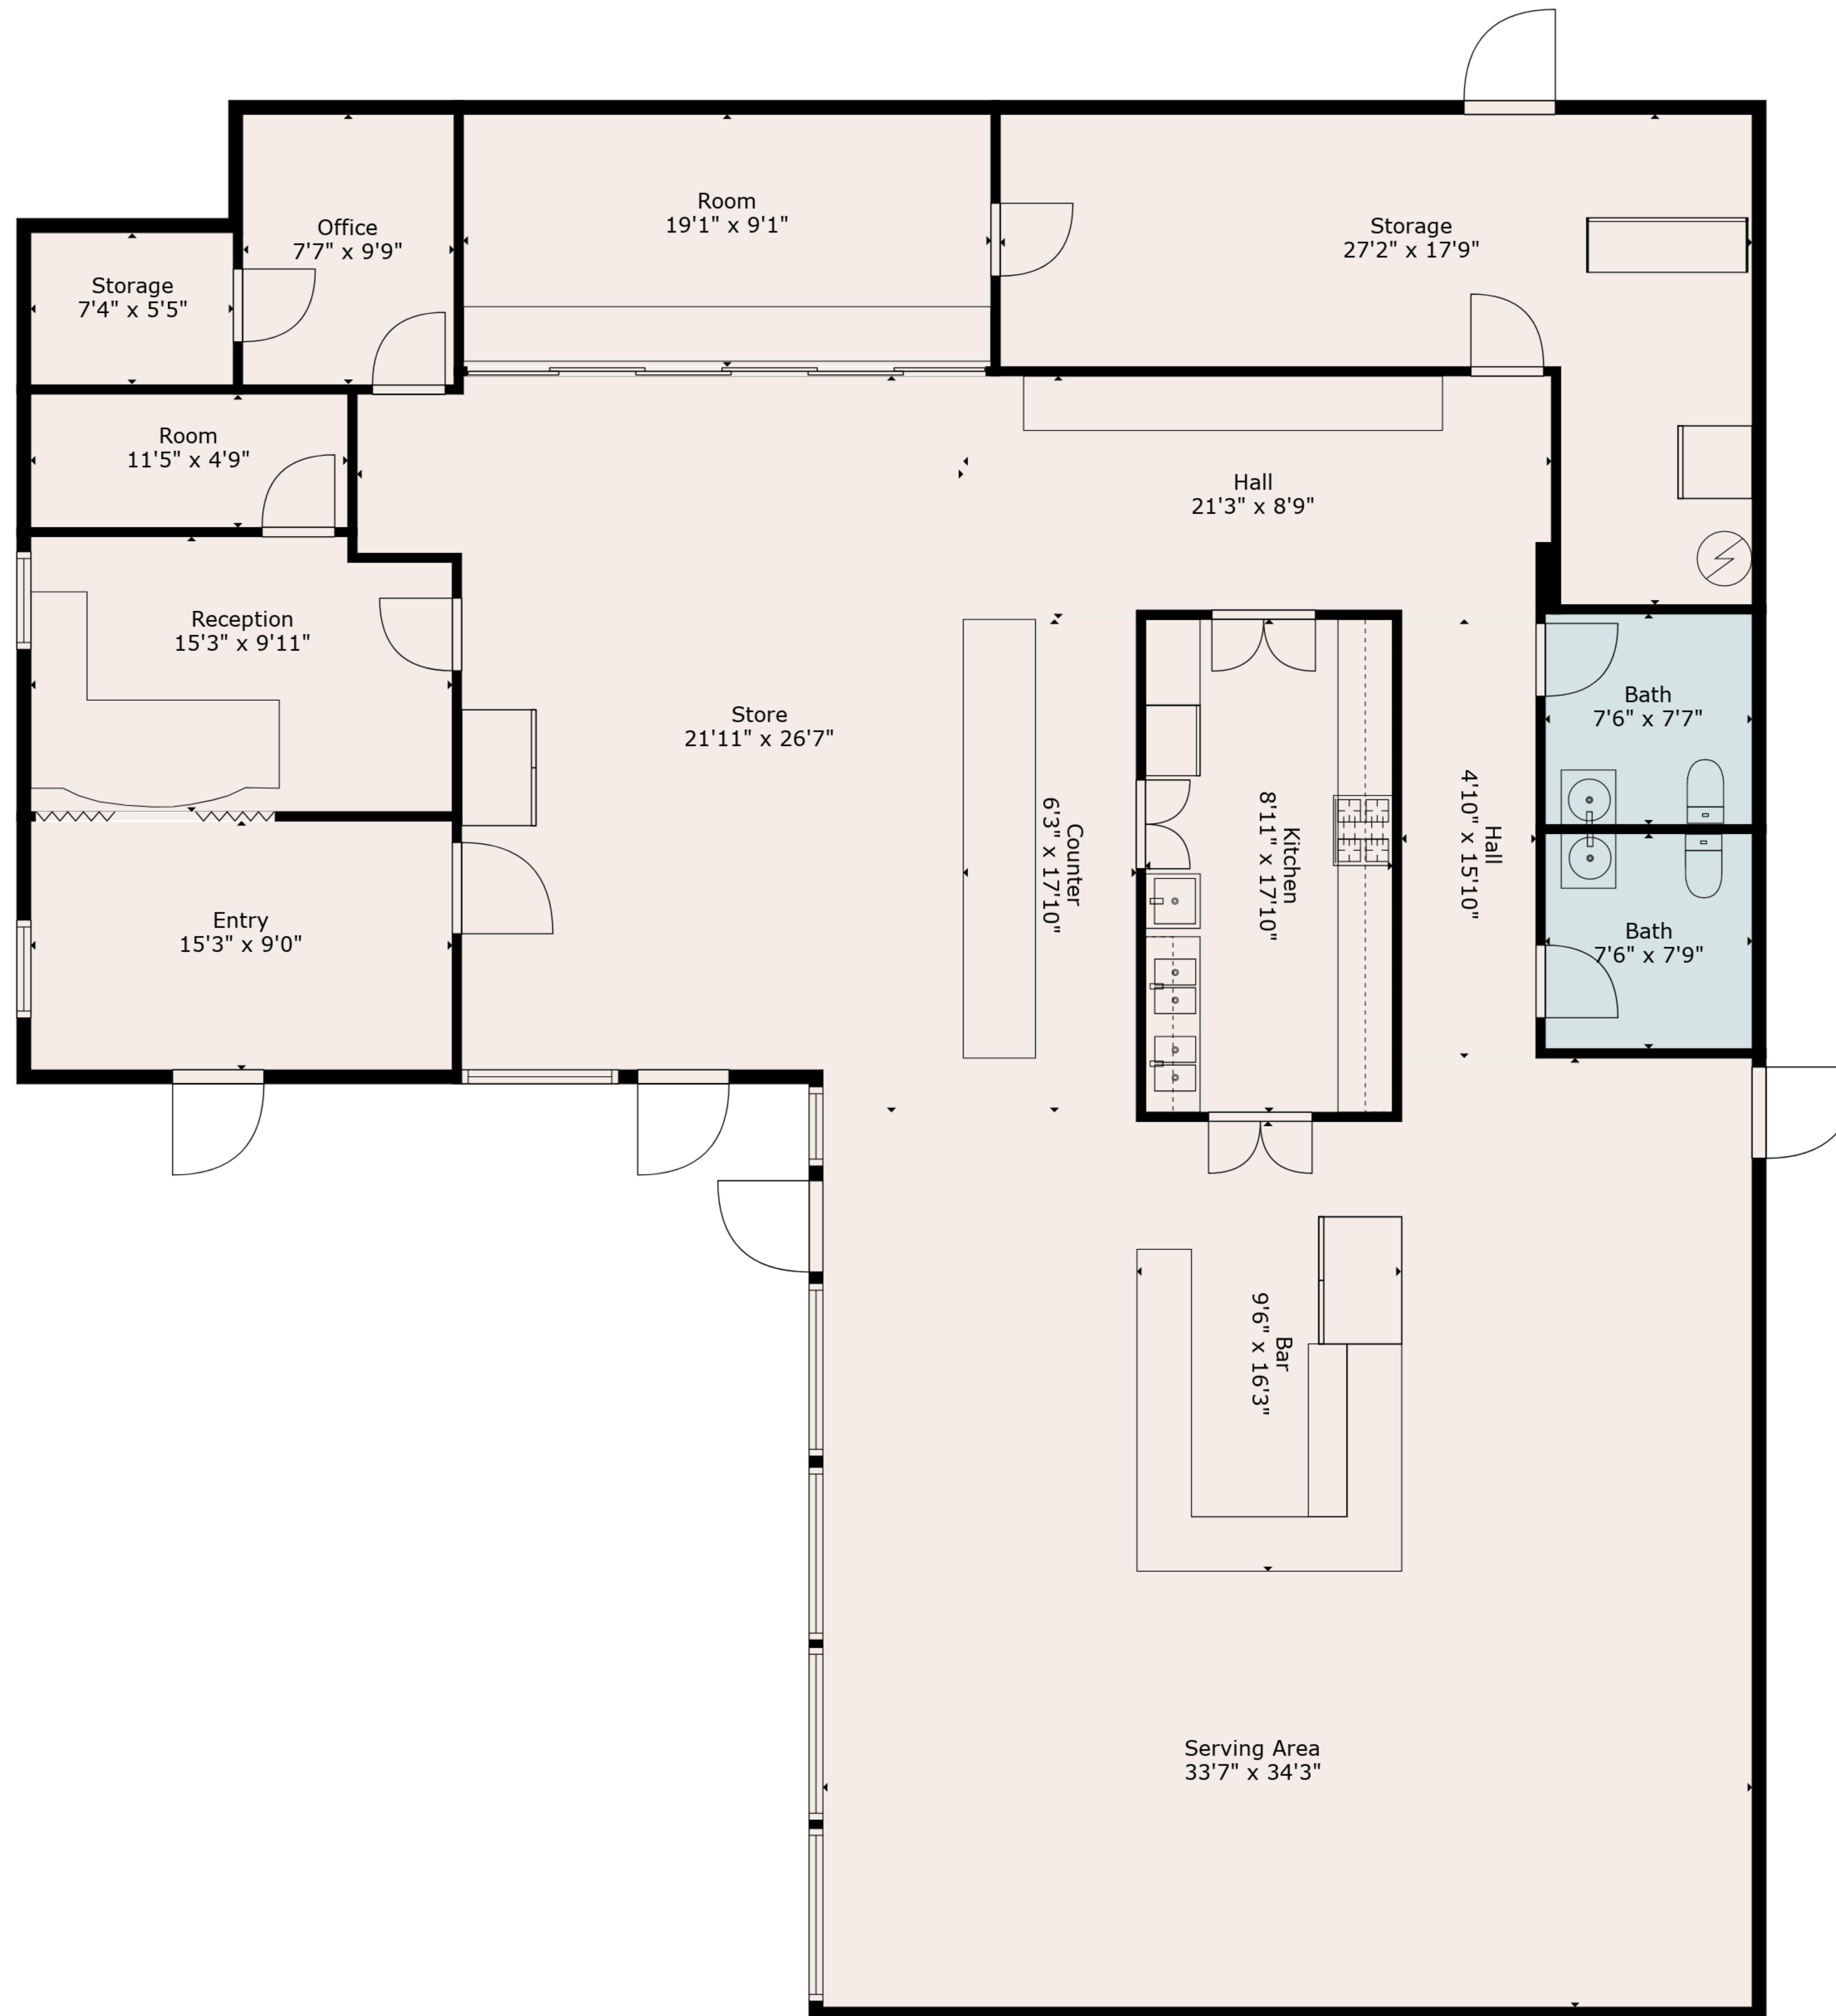 Room
19'1" x 9'1"
Office
7'7" x 9'9"
Storage
27'2" x 17'9"
Storage
7'4" x 5'5"
Room
11'5" x 4'9"
Hall
21'3" x 8'9"
Reception
15'3" x 9'11"
Store
21'11" x 26'7"
Bath
7'6" x 7'7"
Counter
6'3" x 17'10"
Kitchen
8'11" x 17'10"
Hall
4'10" x 15'10"
Entry
15'3" x 9'0"
Bath
7'6" x 7'9"
Bar
9'6" x 16'3"
Serving Area
33'7" x 34'3"